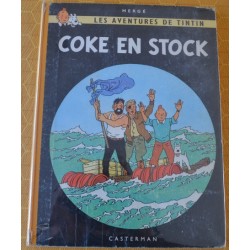 HERGÉ
LES AVENTURES DE TINTIN
COKE EN STOCK
CASTERMAN